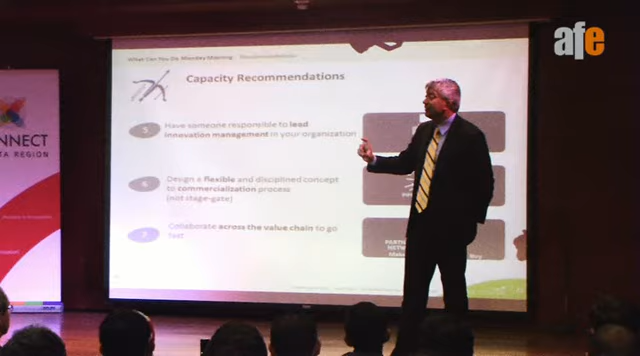 afe
What Can You Do Monday Morning
Capacity Recommendations
5
Have someone responsible to lead
innovation management in your organization
6
Design a flexible and disciplined concept
to commercialization process
(not stage-gate)
7
Collaborate across the value chain to go
fast
NNECT
REGION